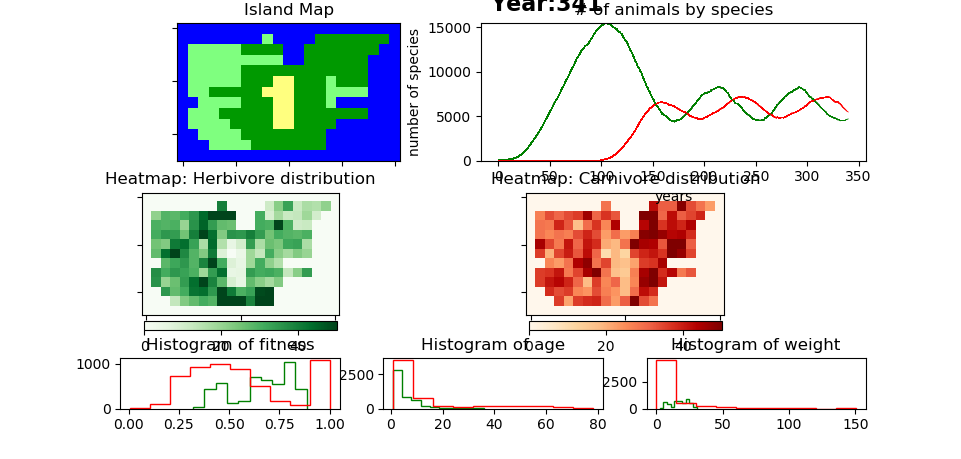 Year:341
Island Map
# of animals by species
number of species
15000
10000
5000
0
0 50 100 150 200 250 300 350
years
Heatmap: Herbivore distribution
Heatmap: Carnivore distribution
0 20 40
0 20 40
Histogram of fitness
Histogram of age
Histogram of weight
1000
0
0.00 0.25 0.50 0.75 1.00
2500
0
0 20 40 60 80
2500
0
0 50 100 150